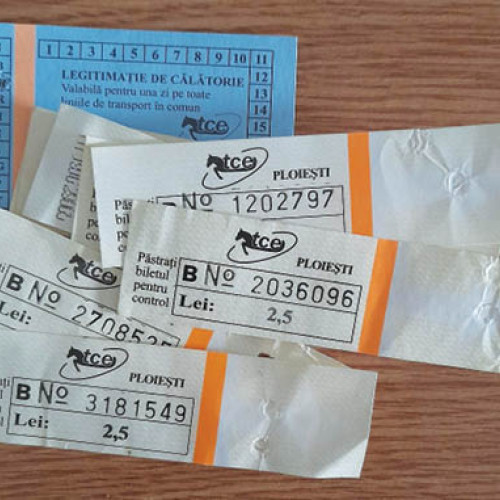 1 2 3 4 5 6 7 8 9 10 11
12
13
14
15
LEGITIMAȚIE DE CĂLĂTORIE
Valabilă pentru una zi pe toate
liniile de transport în comun
tce
tce
PLOIEȘTI
Nº 1202797
tce
PLOIEȘTI
Păstrați
biletul
pentru
control
B Nº 2036096
Lei: 2,5
tce
B Nº
Lei:
tce
PLOIEȘTI
B Nº 3181549
Lei: 2,5